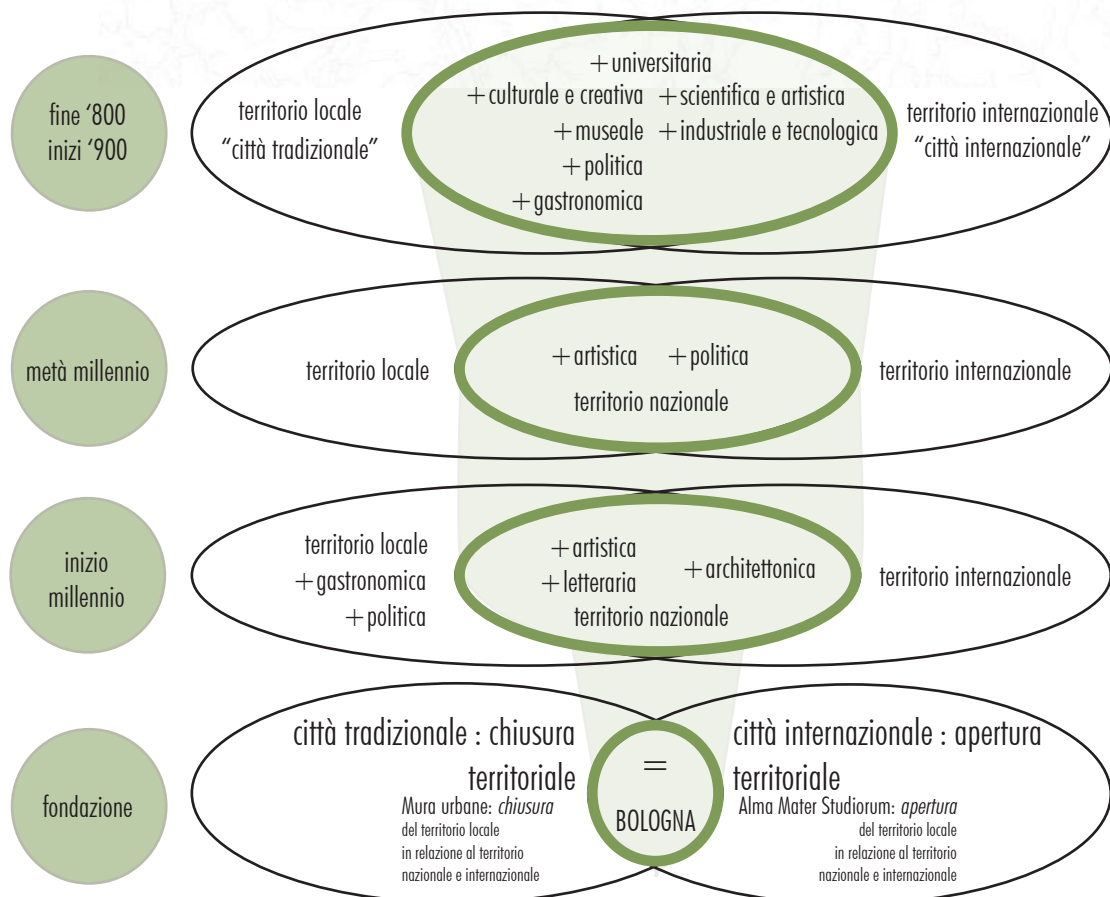 fine ‘800
inizi ‘900
territorio locale
“città tradizionale”
+universitaria
+culturale e creativa
+scientifica e artistica
+museale
+industriale e tecnologica
+politica
+gastronomica
territorio internazionale
“città internazionale”
metà millennio
territorio locale
+artistica
+politica
territorio nazionale
territorio internazionale
inizio
millennio
territorio locale
+gastronomica
+politica
+artistica
+letteraria
+architettonica
territorio nazionale
territorio internazionale
fondazione
città tradizionale : chiusura
territoriale
Mura urbane: chiusura
del territorio locale
in relazione al territorio
nazionale e internazionale
=
BOLOGNA
città internazionale : apertura
territoriale
Alma Mater Studiorum: apertura
del territorio locale
in relazione al territorio
nazionale e internazionale